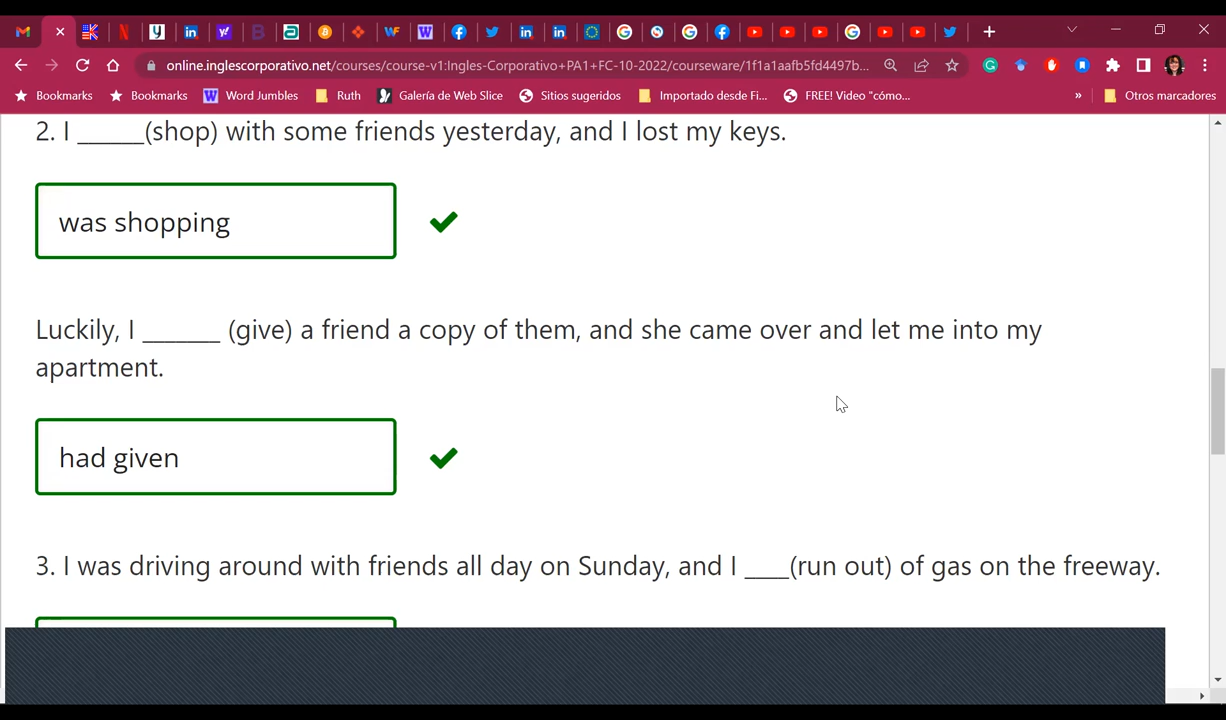 online.inglescorporativo.net/courses/course-v1:Ingles-Corporativo+PA1+FC-10-2022/courseware/1f1a1aafb5fd4497b...
Bookmarks Bookmarks Word Jumbles Ruth Galería de Web Slice Sitios sugeridos Importado desde Fi... FREE! Video "cómo... » Otros marcadores
2. I ______(shop) with some friends yesterday, and I lost my keys.
was shopping
Luckily, I _______ (give) a friend a copy of them, and she came over and let me into my
apartment.
had given
3. I was driving around with friends all day on Sunday, and I ____(run out) of gas on the freeway.